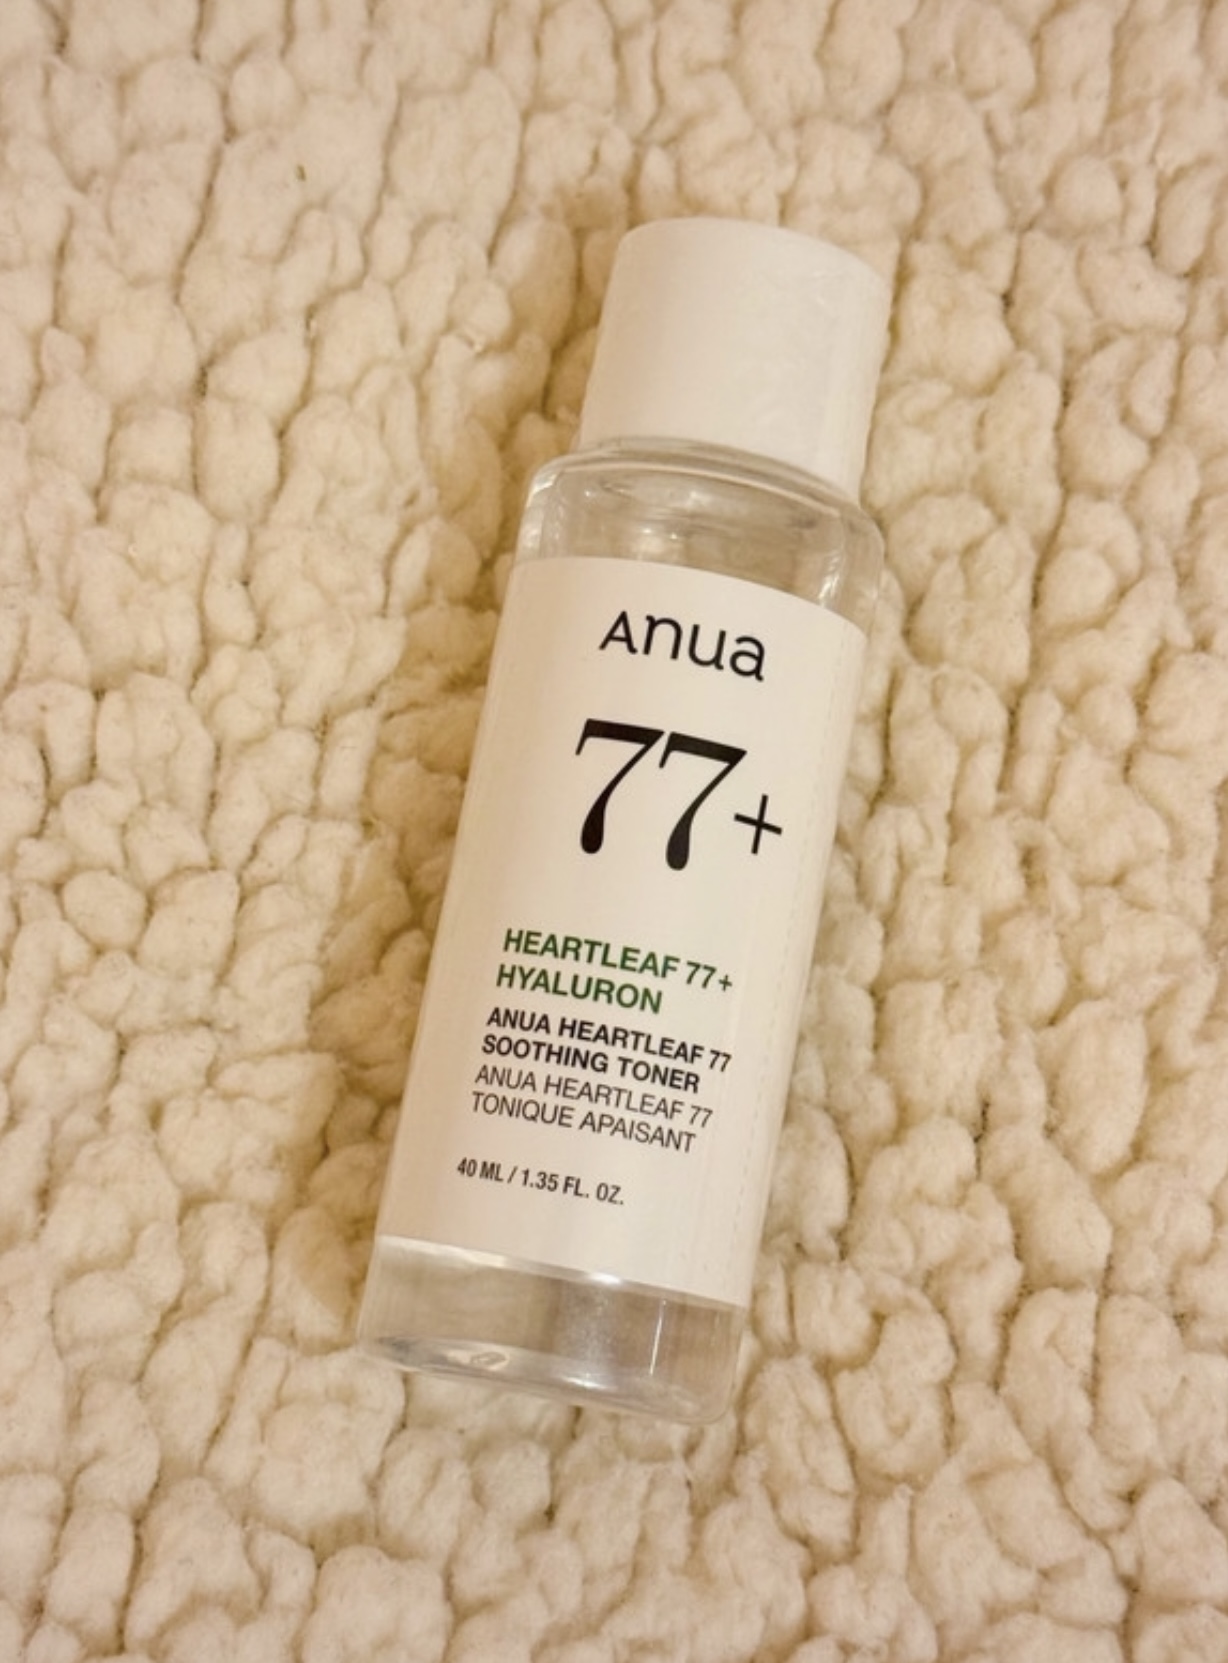 Anua
77+
HEARTLEAF 77+
HYALURON
ANUA HEARTLEAF 77
SOOTHING TONER
ANUA HEARTLEAF 77
TONIQUE APAISANT
40 ML / 1.35 FL. OZ.